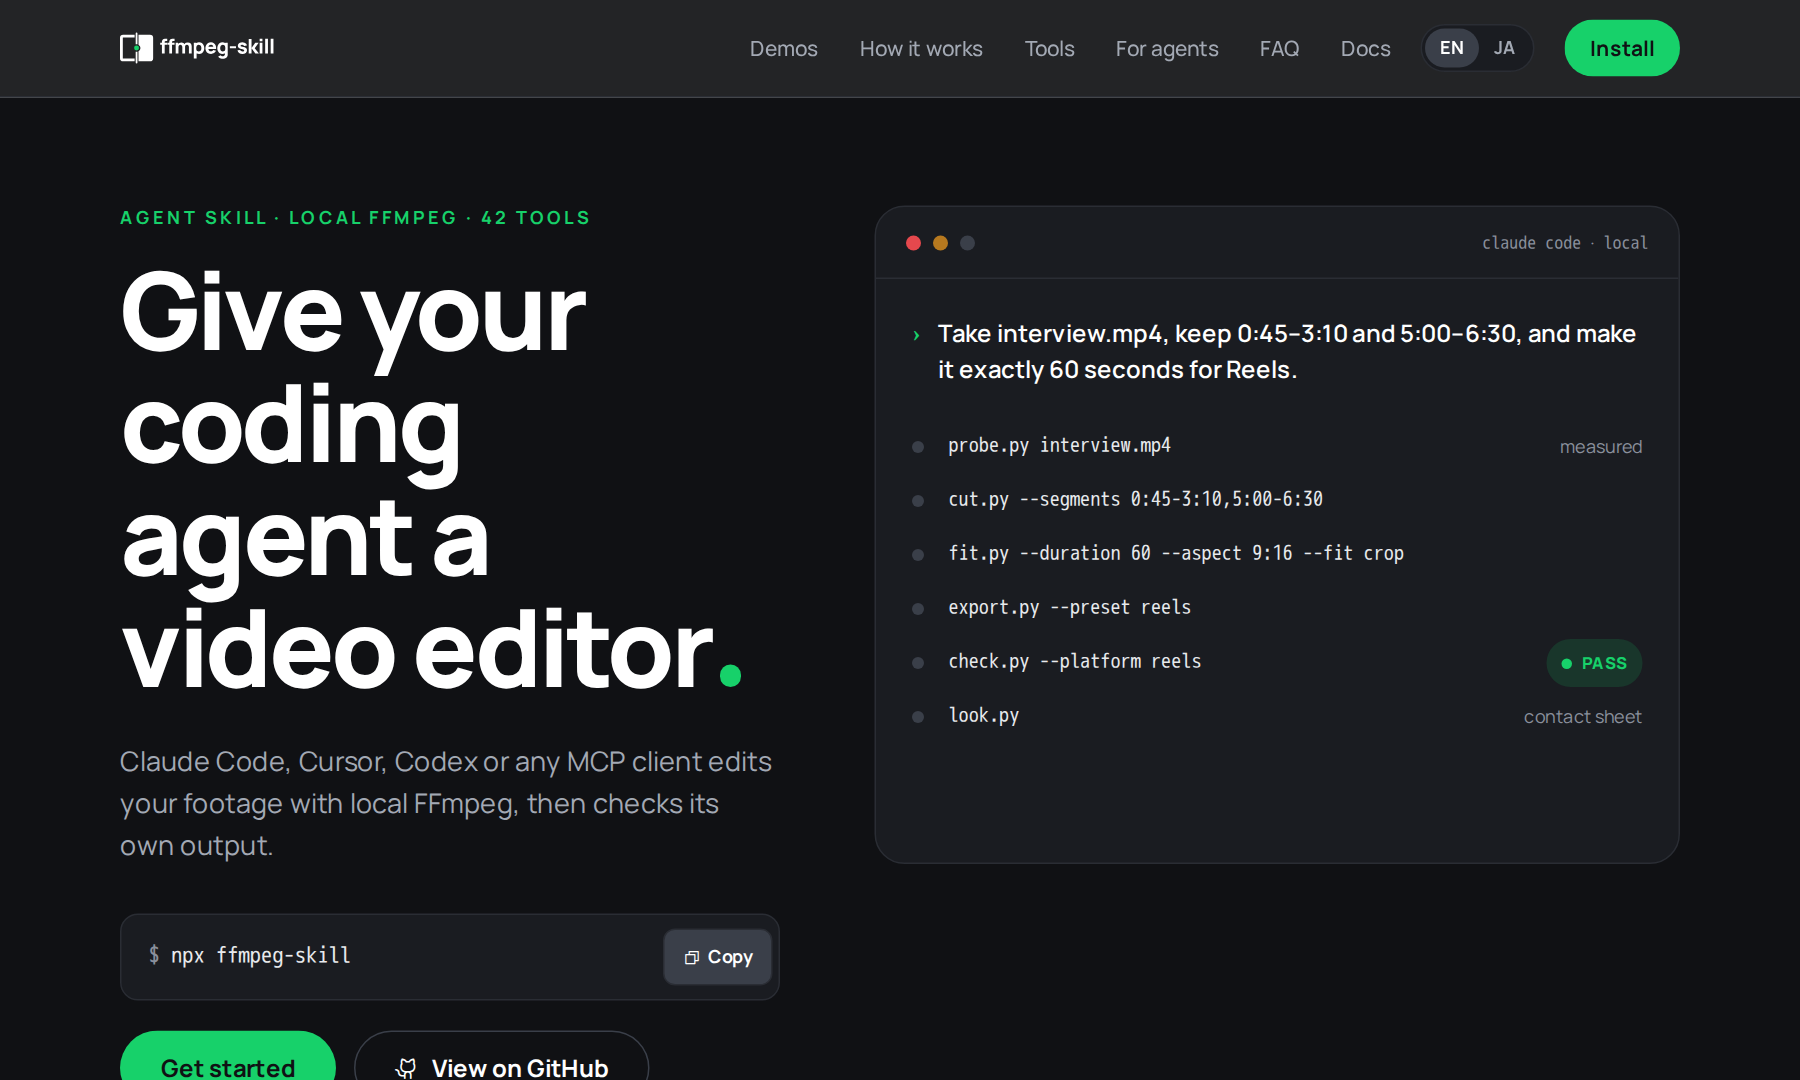 ffmpeg-skill
Demos
How it works
Tools
For agents
FAQ
Docs
EN
JA
Install
AGENT SKILL · LOCAL FFMPEG · 42 TOOLS
Give your
coding
agent a
video editor.
Claude Code, Cursor, Codex or any MCP client edits
your footage with local FFmpeg, then checks its
own output.
$ npx ffmpeg-skill
Copy
Get started
View on GitHub
claude code · local
› Take interview.mp4, keep 0:45–3:10 and 5:00–6:30, and make
it exactly 60 seconds for Reels.
probe.py interview.mp4
measured
cut.py --segments 0:45-3:10,5:00-6:30
fit.py --duration 60 --aspect 9:16 --fit crop
export.py --preset reels
check.py --platform reels
PASS
look.py
contact sheet